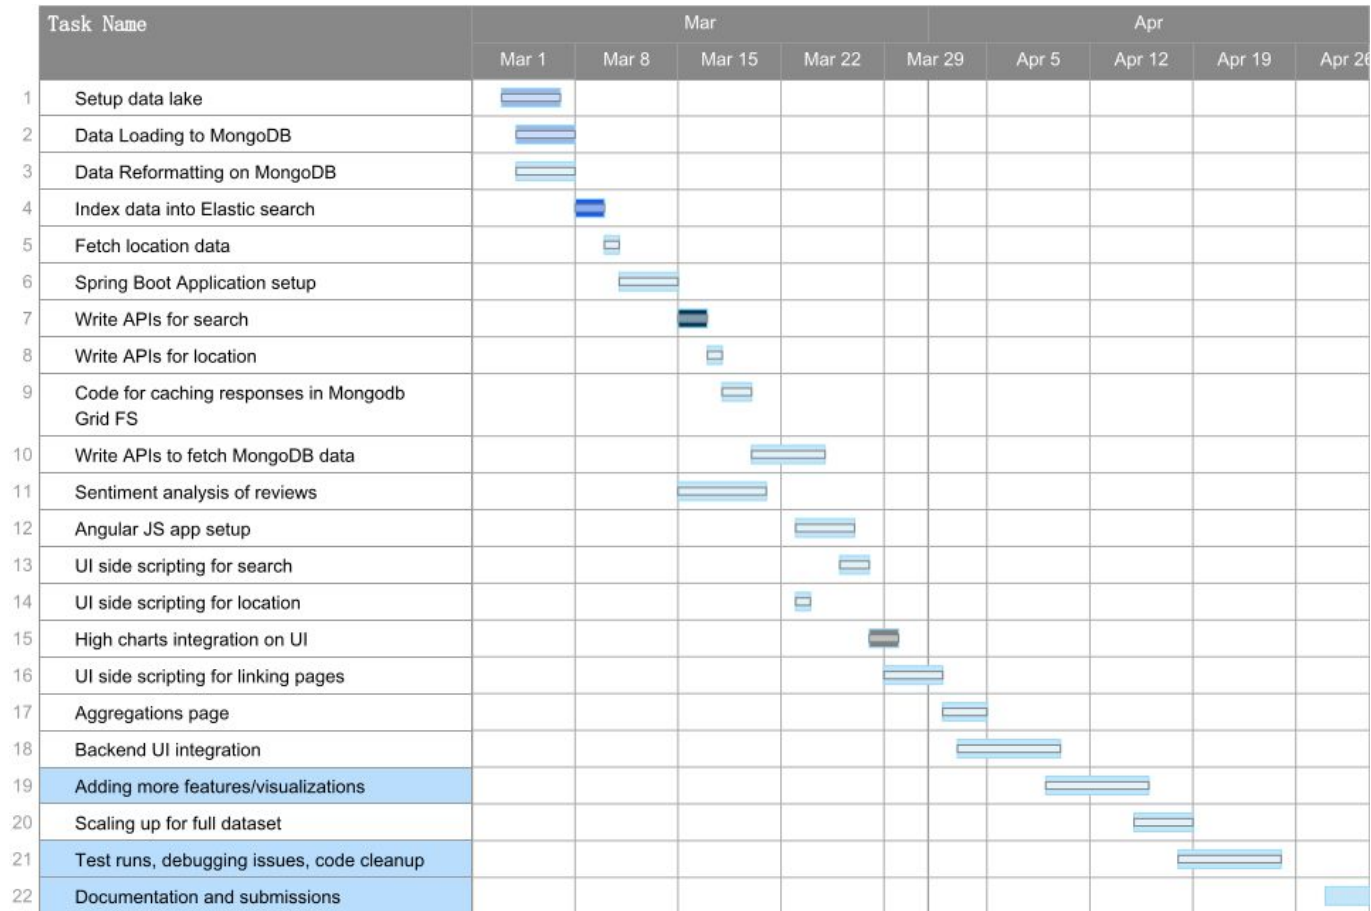 Task Name
Mar
Apr
Mar 1
Mar 8
Mar 15
Mar 22
Mar 29
Apr 5
Apr 12
Apr 19
Apr 26
1 Setup data lake
2 Data Loading to MongoDB
3 Data Reformatting on MongoDB
4 Index data into Elastic search
5 Fetch location data
6 Spring Boot Application setup
7 Write APIs for search
8 Write APIs for location
9 Code for caching responses in Mongodb
Grid FS
10 Write APIs to fetch MongoDB data
11 Sentiment analysis of reviews
12 Angular JS app setup
13 UI side scripting for search
14 UI side scripting for location
15 High charts integration on UI
16 UI side scripting for linking pages
17 Aggregations page
18 Backend UI integration
19 Adding more features/visualizations
20 Scaling up for full dataset
21 Test runs, debugging issues, code cleanup
22 Documentation and submissions